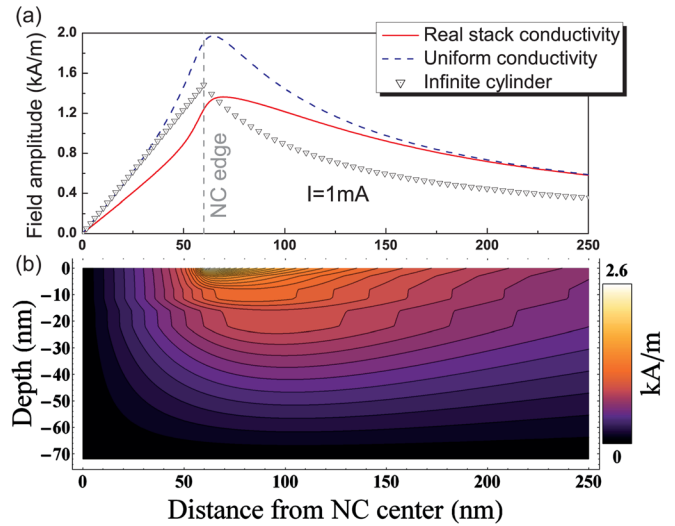 (a)
Field amplitude (kA/m)
2.0
1.6
1.2
0.8
0.4
0.0
Real stack conductivity
Uniform conductivity
Infinite cylinder
NC edge
I=1mA
0 50 100 150 200 250
(b)
Depth (nm)
0
−10
−20
−30
−40
−50
−60
−70
2.6
kA/m
0
0 50 100 150 200 250
Distance from NC center (nm)